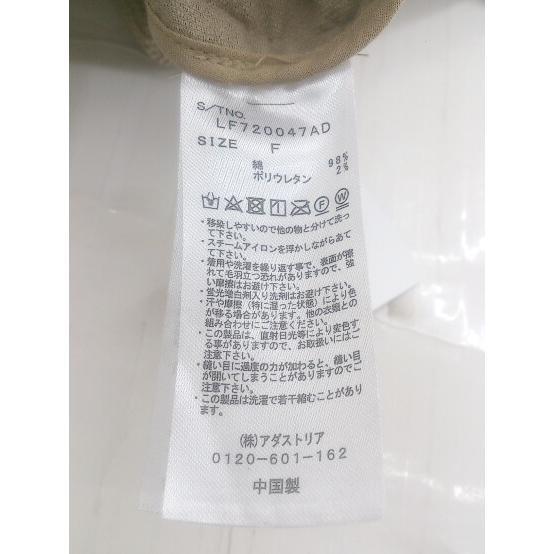 S/TNO.
LF720047AD
SIZE F
綿 98%
ポリウレタン 2%
・移染しやすいので他の物と分けて洗っ
て下さい。
・スチームアイロンを浮かしながらあて
て下さい。
・着用や洗濯を繰り返す事で、表面が擦
れて毛羽立つ恐れがありますので、強
い摩擦はお避け下さい。
・蛍光増白剤入り洗剤はお避け下さい。
・汗や摩擦（特に湿った状態）により色
が移る場合があります。他の衣類との
組み合わせにご注意ください。
・この製品は、直射日光等により変色す
る事がありますので、お取扱いにはご
注意下さい。
・縫い目に過度の力が加わると、縫い目
が開いてしまうことがありますのでご
注意下さい。
・この製品は洗濯で若干縮むことがあり
ます。
(株)アダストリア
0120-601-162
中国製